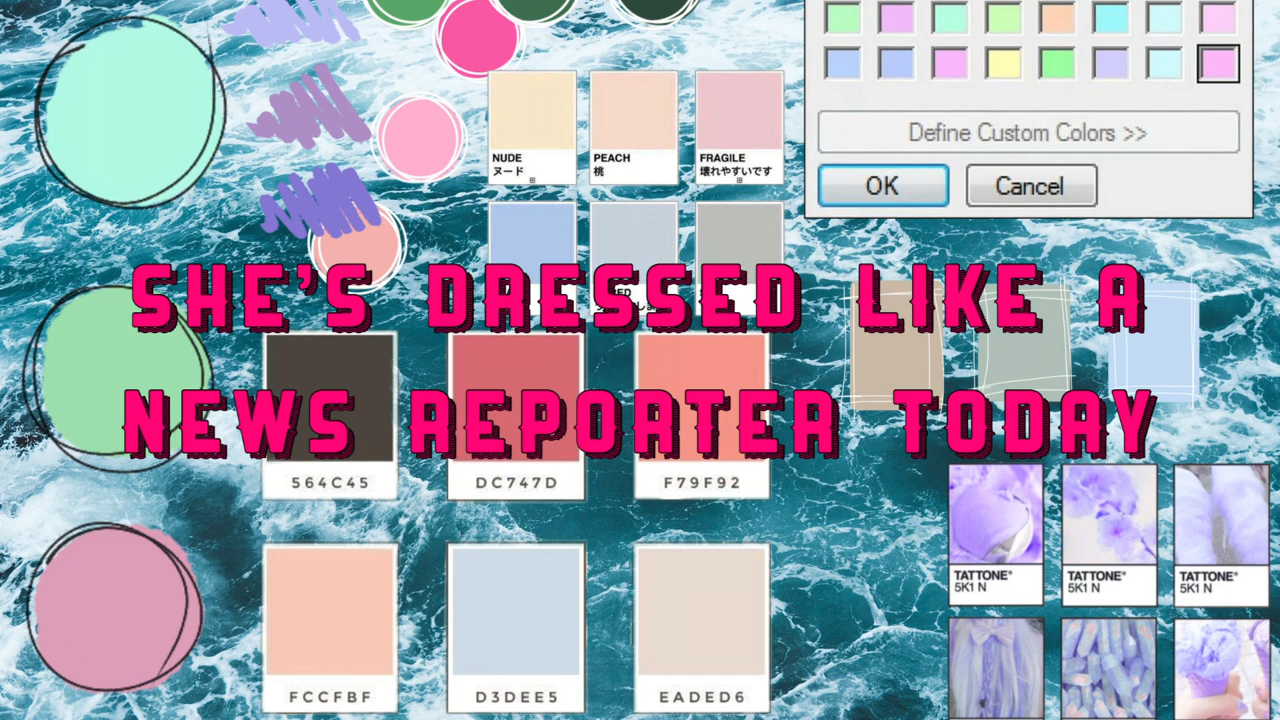 Define Custom Colors >>
OK
Cancel
NUDE
ヌード
PEACH
桃
FRAGILE
壊れやすいです
SHE'S DRESSED LIKE A
NEWS REPORTER TODAY
564C45
DC747D
F79F92
TATTONE®
5K1 N
TATTONE®
5K1 N
TATTONE®
5K1 N
FCCFBF
D3DEE5
EADED6